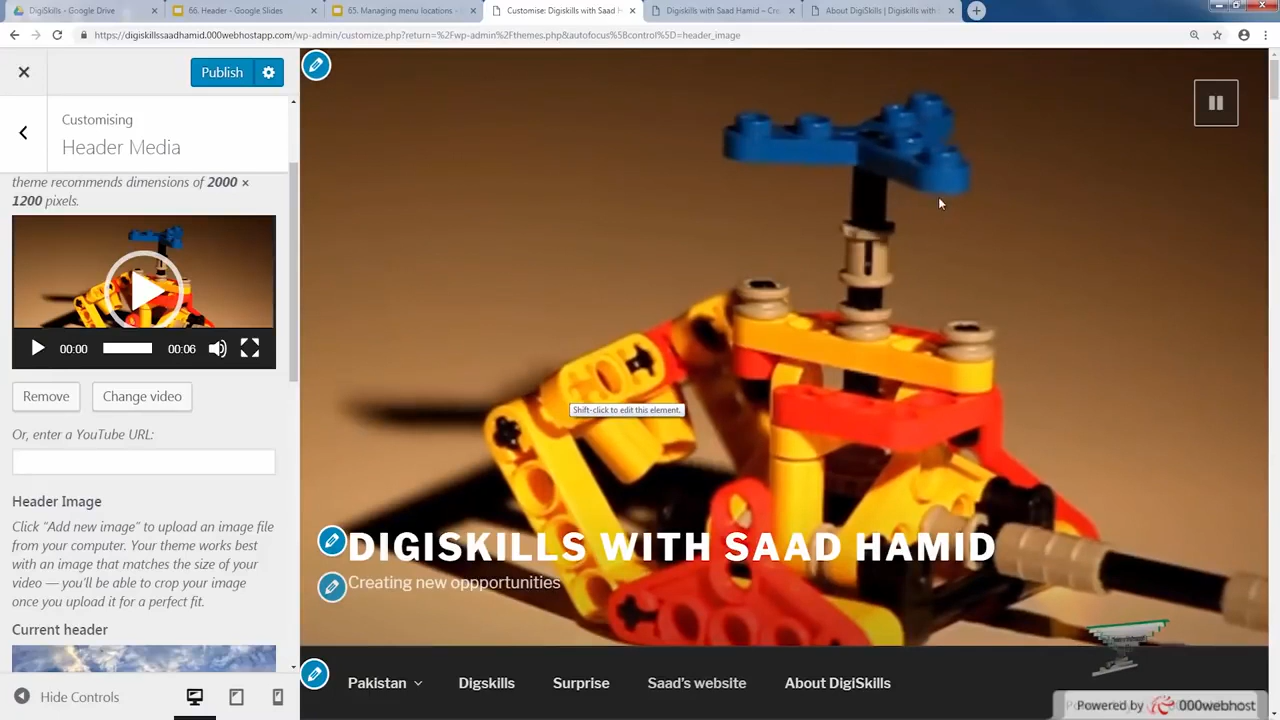 DigiSkills - Google Drive
66. Header - Google Slides
65. Managing menu locations -
Customise: Digiskills with Saad H
Digiskills with Saad Hamid – Cre
About DigiSkills | Digiskills with
https://digiskillssaadhamid.000webhostapp.com/wp-admin/customize.php?return=%2Fwp-admin%2Fthemes.php&autofocus%5Bcontrol%5D=header_image
Publish
Customising
Header Media
theme recommends dimensions of 2000 ×
1200 pixels.
00:00
00:06
Remove
Change video
Or, enter a YouTube URL:
Header Image
Click "Add new image" to upload an image file
from your computer. Your theme works best
with an image that matches the size of your
video — you'll be able to crop your image
once you upload it for a perfect fit.
Current header
Hide Controls
Shift-click to edit this element.
DIGISKILLS WITH SAAD HAMID
Creating new oppportunities
Pakistan
Digskills
Surprise
Saad's website
About DigiSkills
Powered by 000webhost